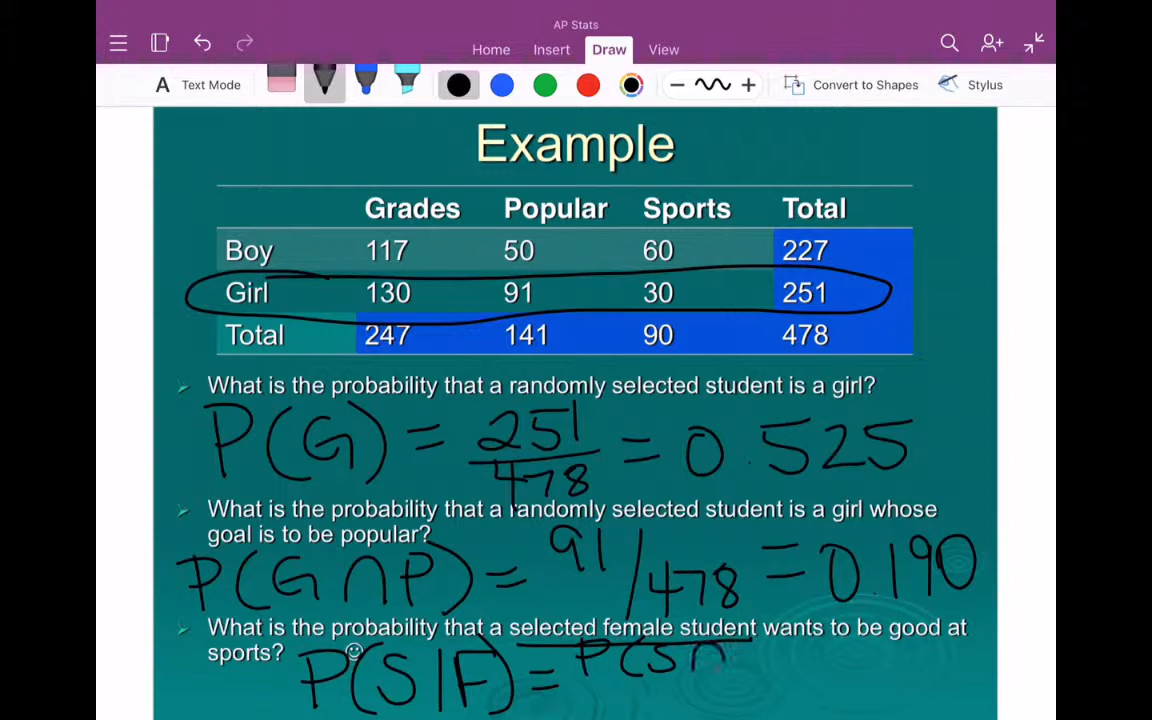 AP Stats
Home Insert Draw View
A Text Mode Convert to Shapes Stylus
Example
Grades Popular Sports Total
Boy 117 50 60 227
Girl 130 91 30 251
Total 247 141 90 478
What is the probability that a randomly selected student is a girl?
P(G) = 251/478 = 0.525
What is the probability that a randomly selected student is a girl whose
goal is to be popular?
P(G ∩ P) = 91/478 = 0.190
What is the probability that a selected female student wants to be good at
sports?
P(S|F) = P(S ∩